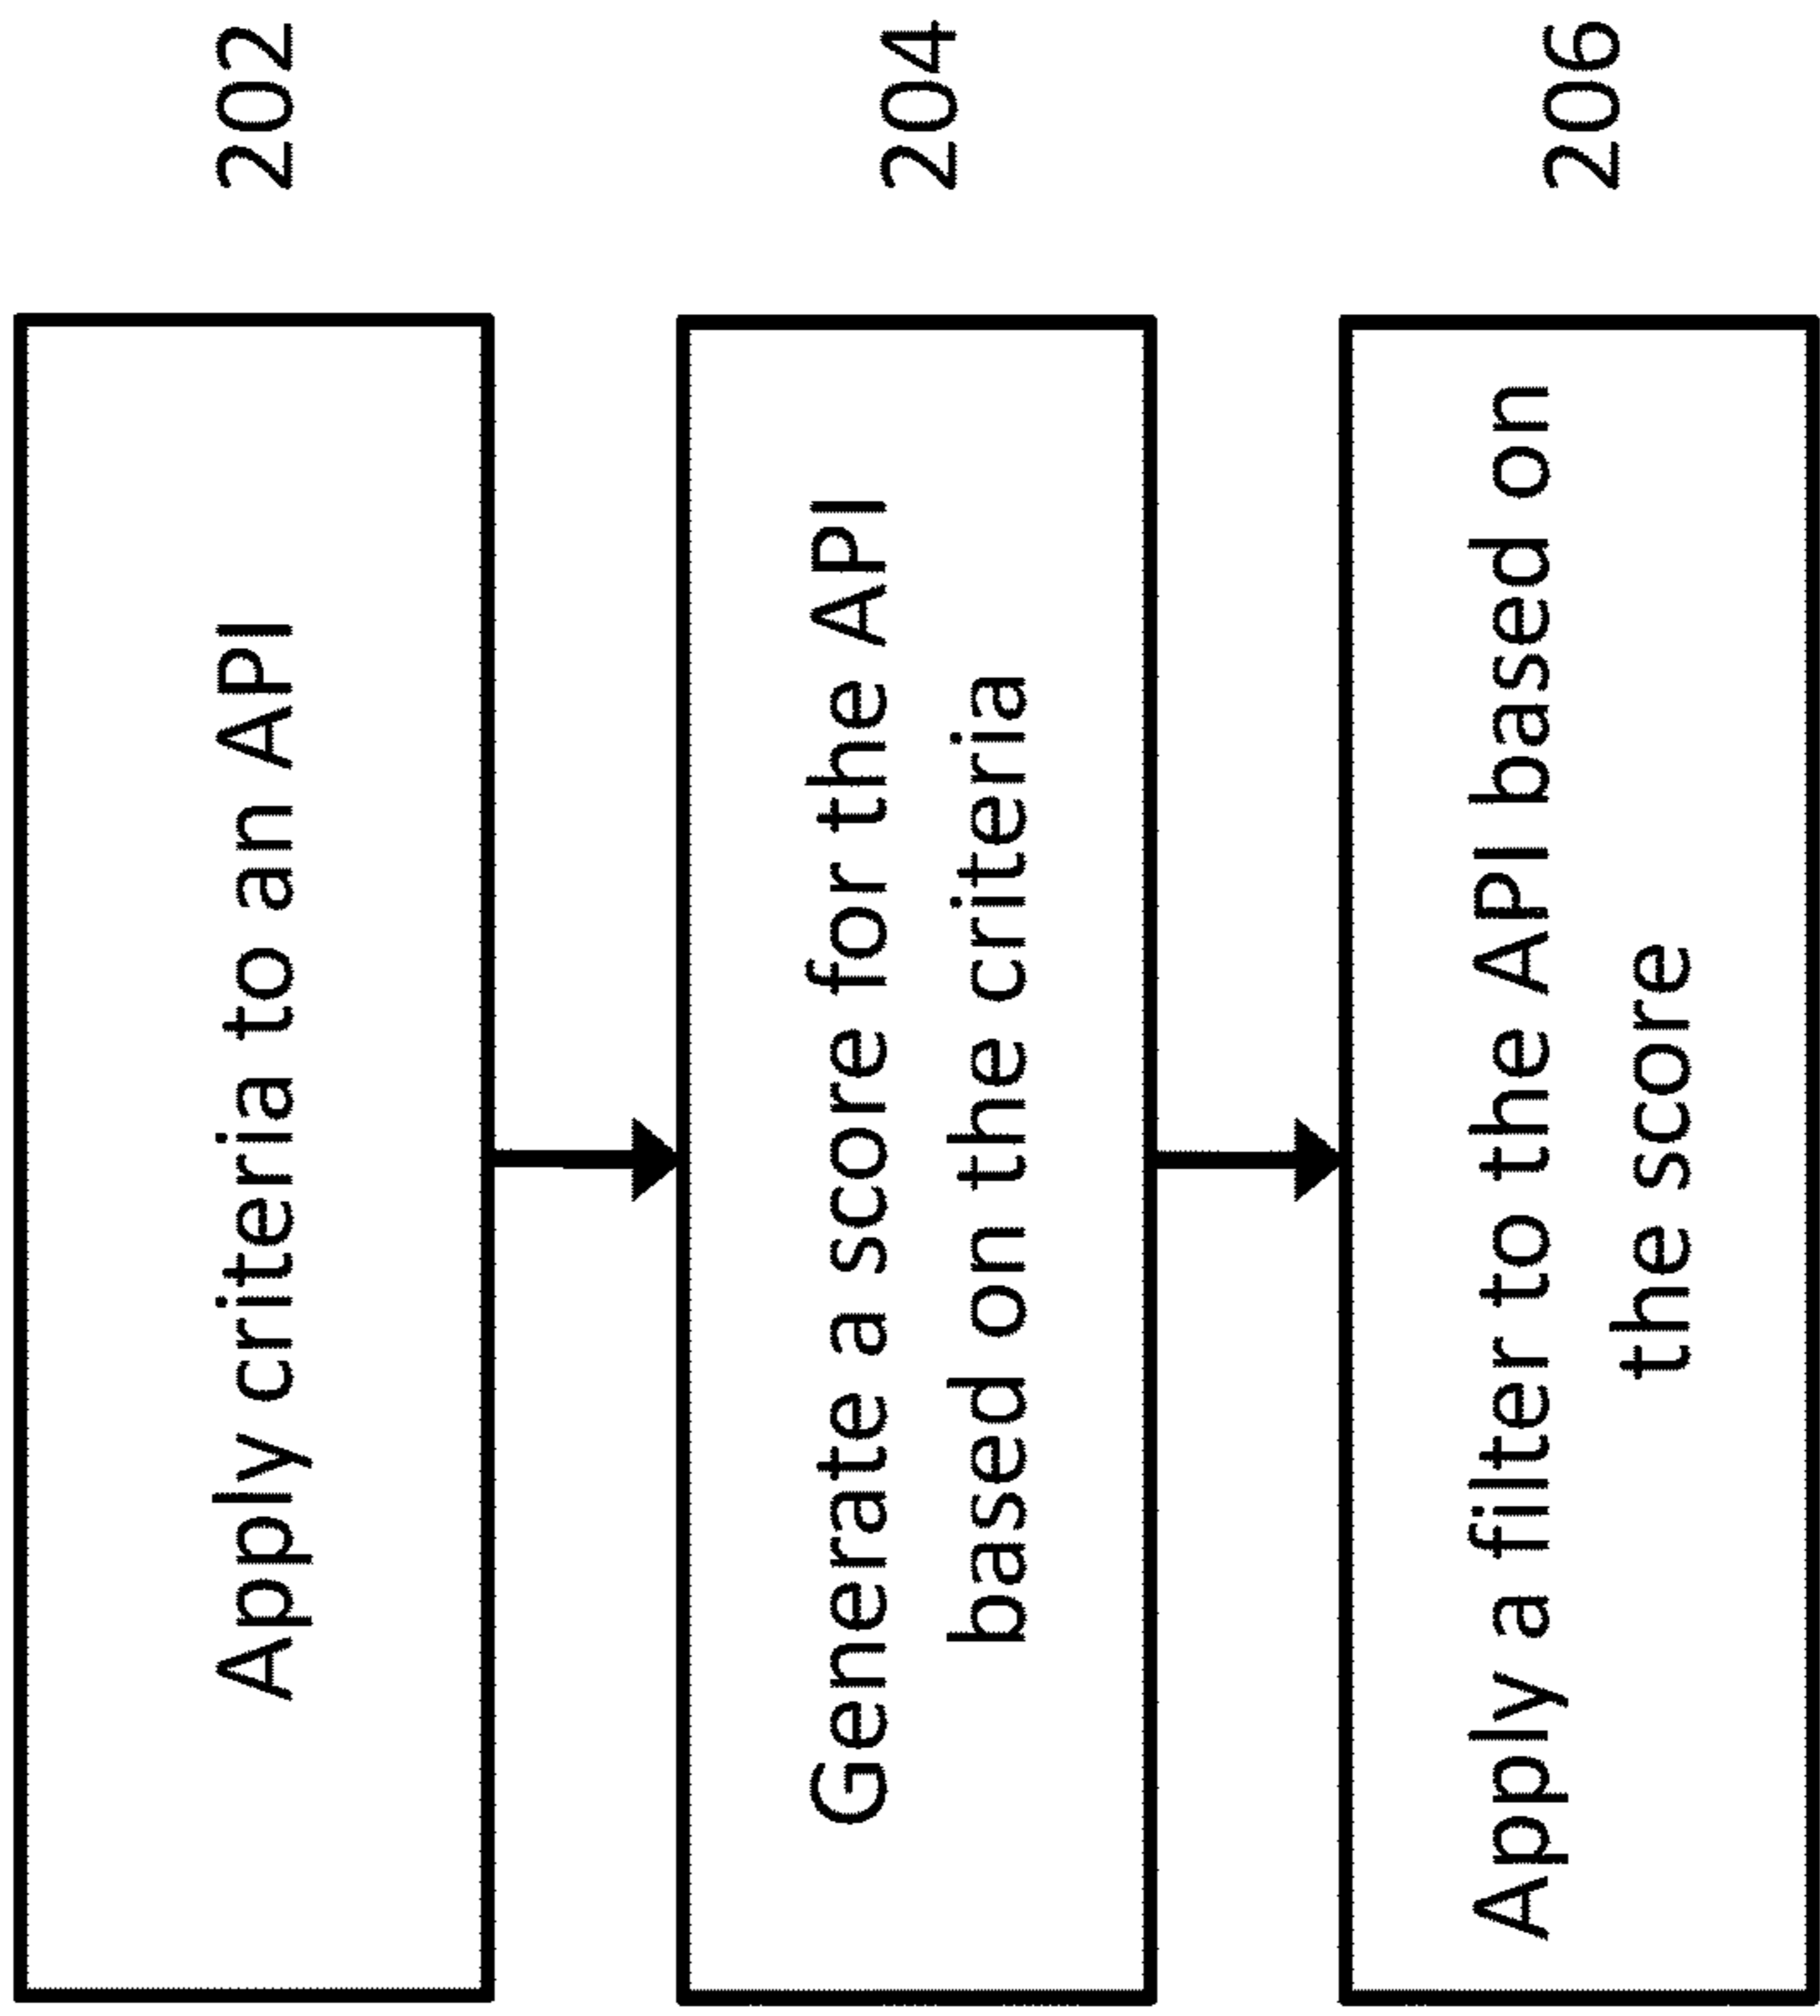 Apply criteria to an API
202
Generate a score for the API
based on the criteria
204
Apply a filter to the API based on
the score
206